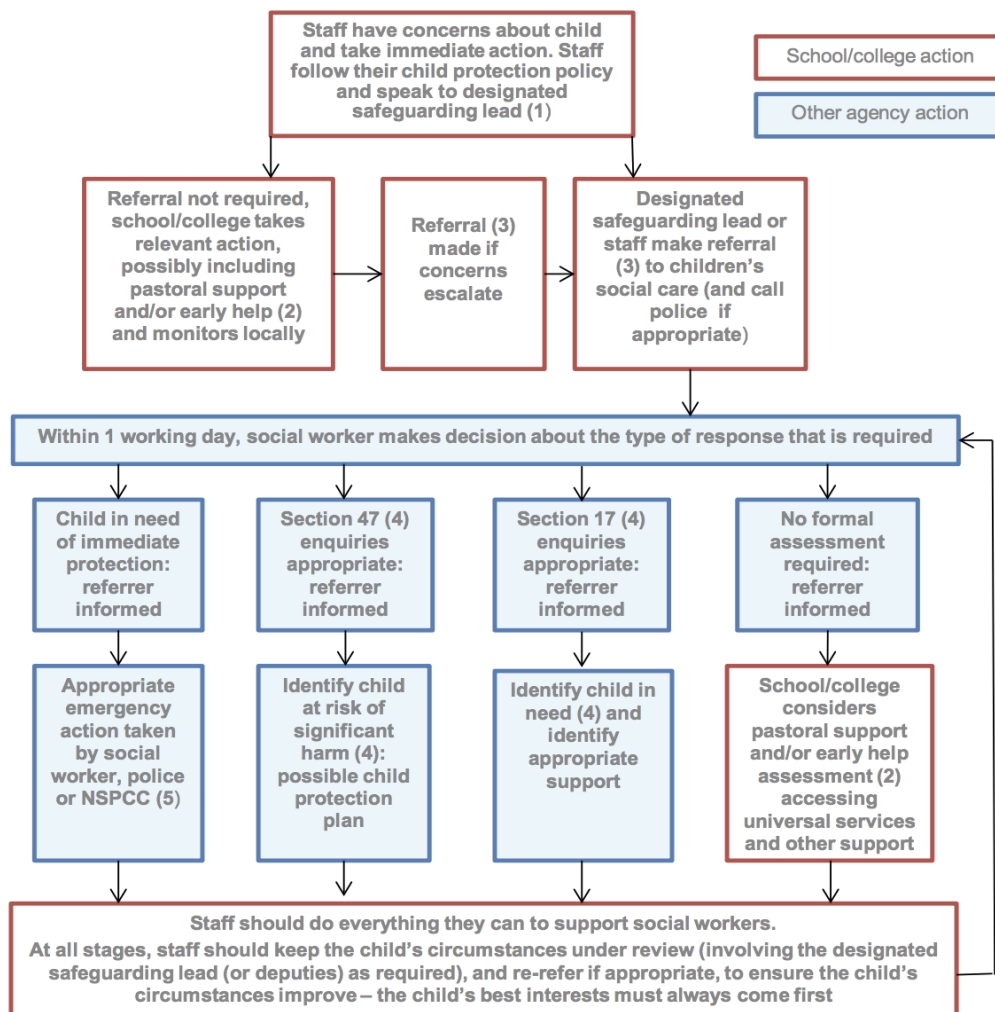 Staff have concerns about child
and take immediate action. Staff
follow their child protection policy
and speak to designated
safeguarding lead (1)
School/college action
Other agency action
Referral not required,
school/college takes
relevant action,
possibly including
pastoral support
and/or early help (2)
and monitors locally
Referral (3)
made if
concerns
escalate
Designated
safeguarding lead or
staff make referral
(3) to children’s
social care (and call
police if
appropriate)
Within 1 working day, social worker makes decision about the type of response that is required
Child in need
of immediate
protection:
referrer
informed
Section 47 (4)
enquiries
appropriate:
referrer
informed
Section 17 (4)
enquiries
appropriate:
referrer
informed
No formal
assessment
required:
referrer
informed
Appropriate
emergency
action taken
by social
worker, police
or NSPCC (5)
Identify child
at risk of
significant
harm (4):
possible child
protection
plan
Identify child in
need (4) and
identify
appropriate
support
School/college
considers
pastoral support
and/or early help
assessment (2)
accessing
universal services
and other support
Staff should do everything they can to support social workers.
At all stages, staff should keep the child’s circumstances under review (involving the designated
safeguarding lead (or deputies) as required), and re-refer if appropriate, to ensure the child’s
circumstances improve – the child’s best interests must always come first